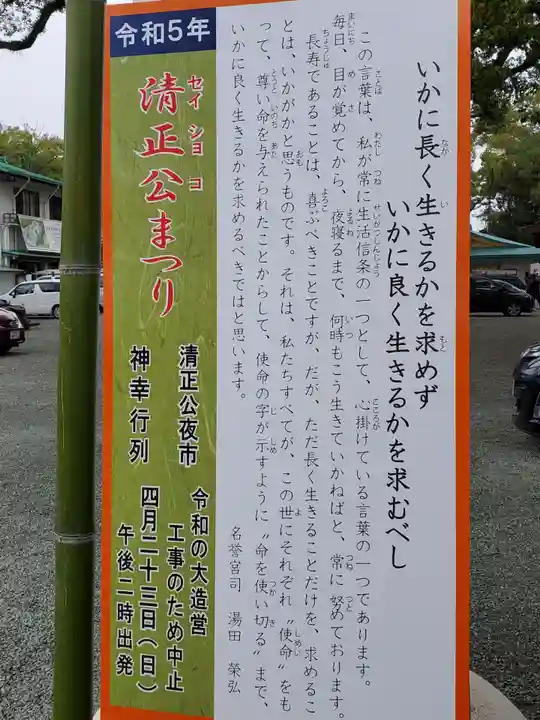 いかに長く生きるかを求めず
いかに良く生きるかを求むべし
この言葉は、私が常に生活信条の一つとして、心掛けている言葉の一つであります。
毎日、目が覚めてから、夜寝るまで、何時もこう生きていかねばと、常に努めております。
長寿であることは、喜ぶべきことですが、だが、ただ長く生きることだけを、求めるこ
とは、いかがかと思うものです。それは、私たちすべてが、この世にそれぞれ〝使命〟をも
って、尊い命を与えられたことからして、使命の字が示すように〝命を使い切る〟まで、
いかに良く生きるかを求めるべきではと思います。
名誉宮司 湯田 榮弘
令和5年
清正公まつり
セイショコ
清正公夜市 令和の大造営
工事のため中止
神幸行列 四月二十三日(日)
午後二時出発